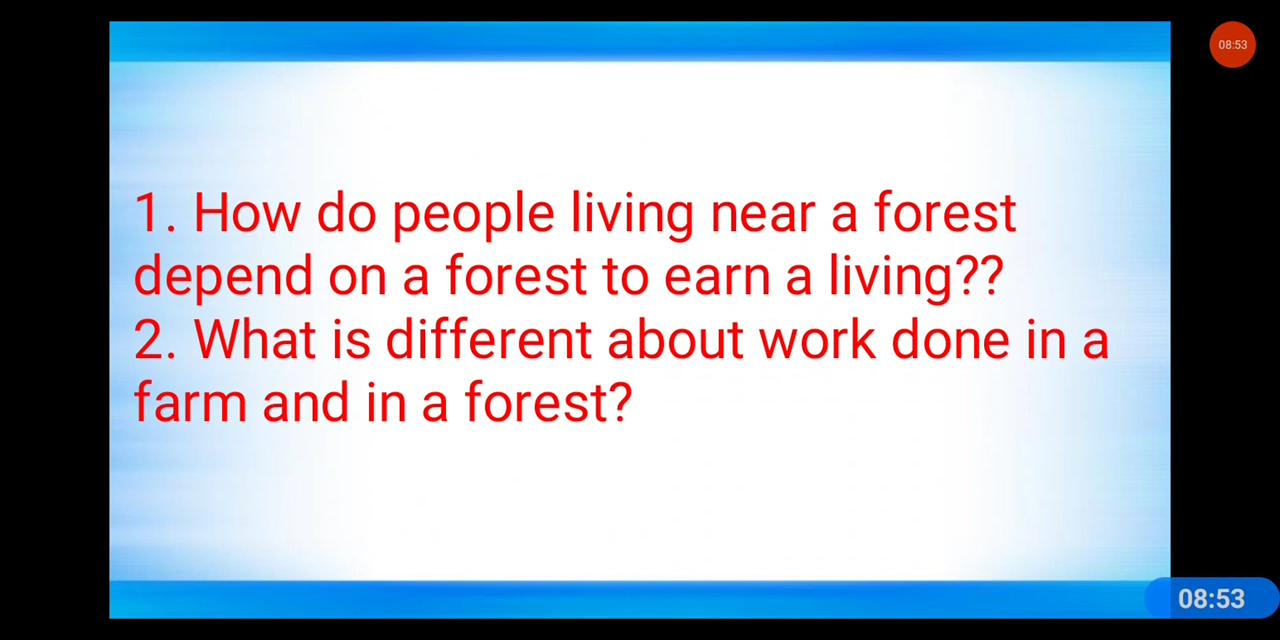 08:53
1. How do people living near a forest
depend on a forest to earn a living??
2. What is different about work done in a
farm and in a forest?
08:53